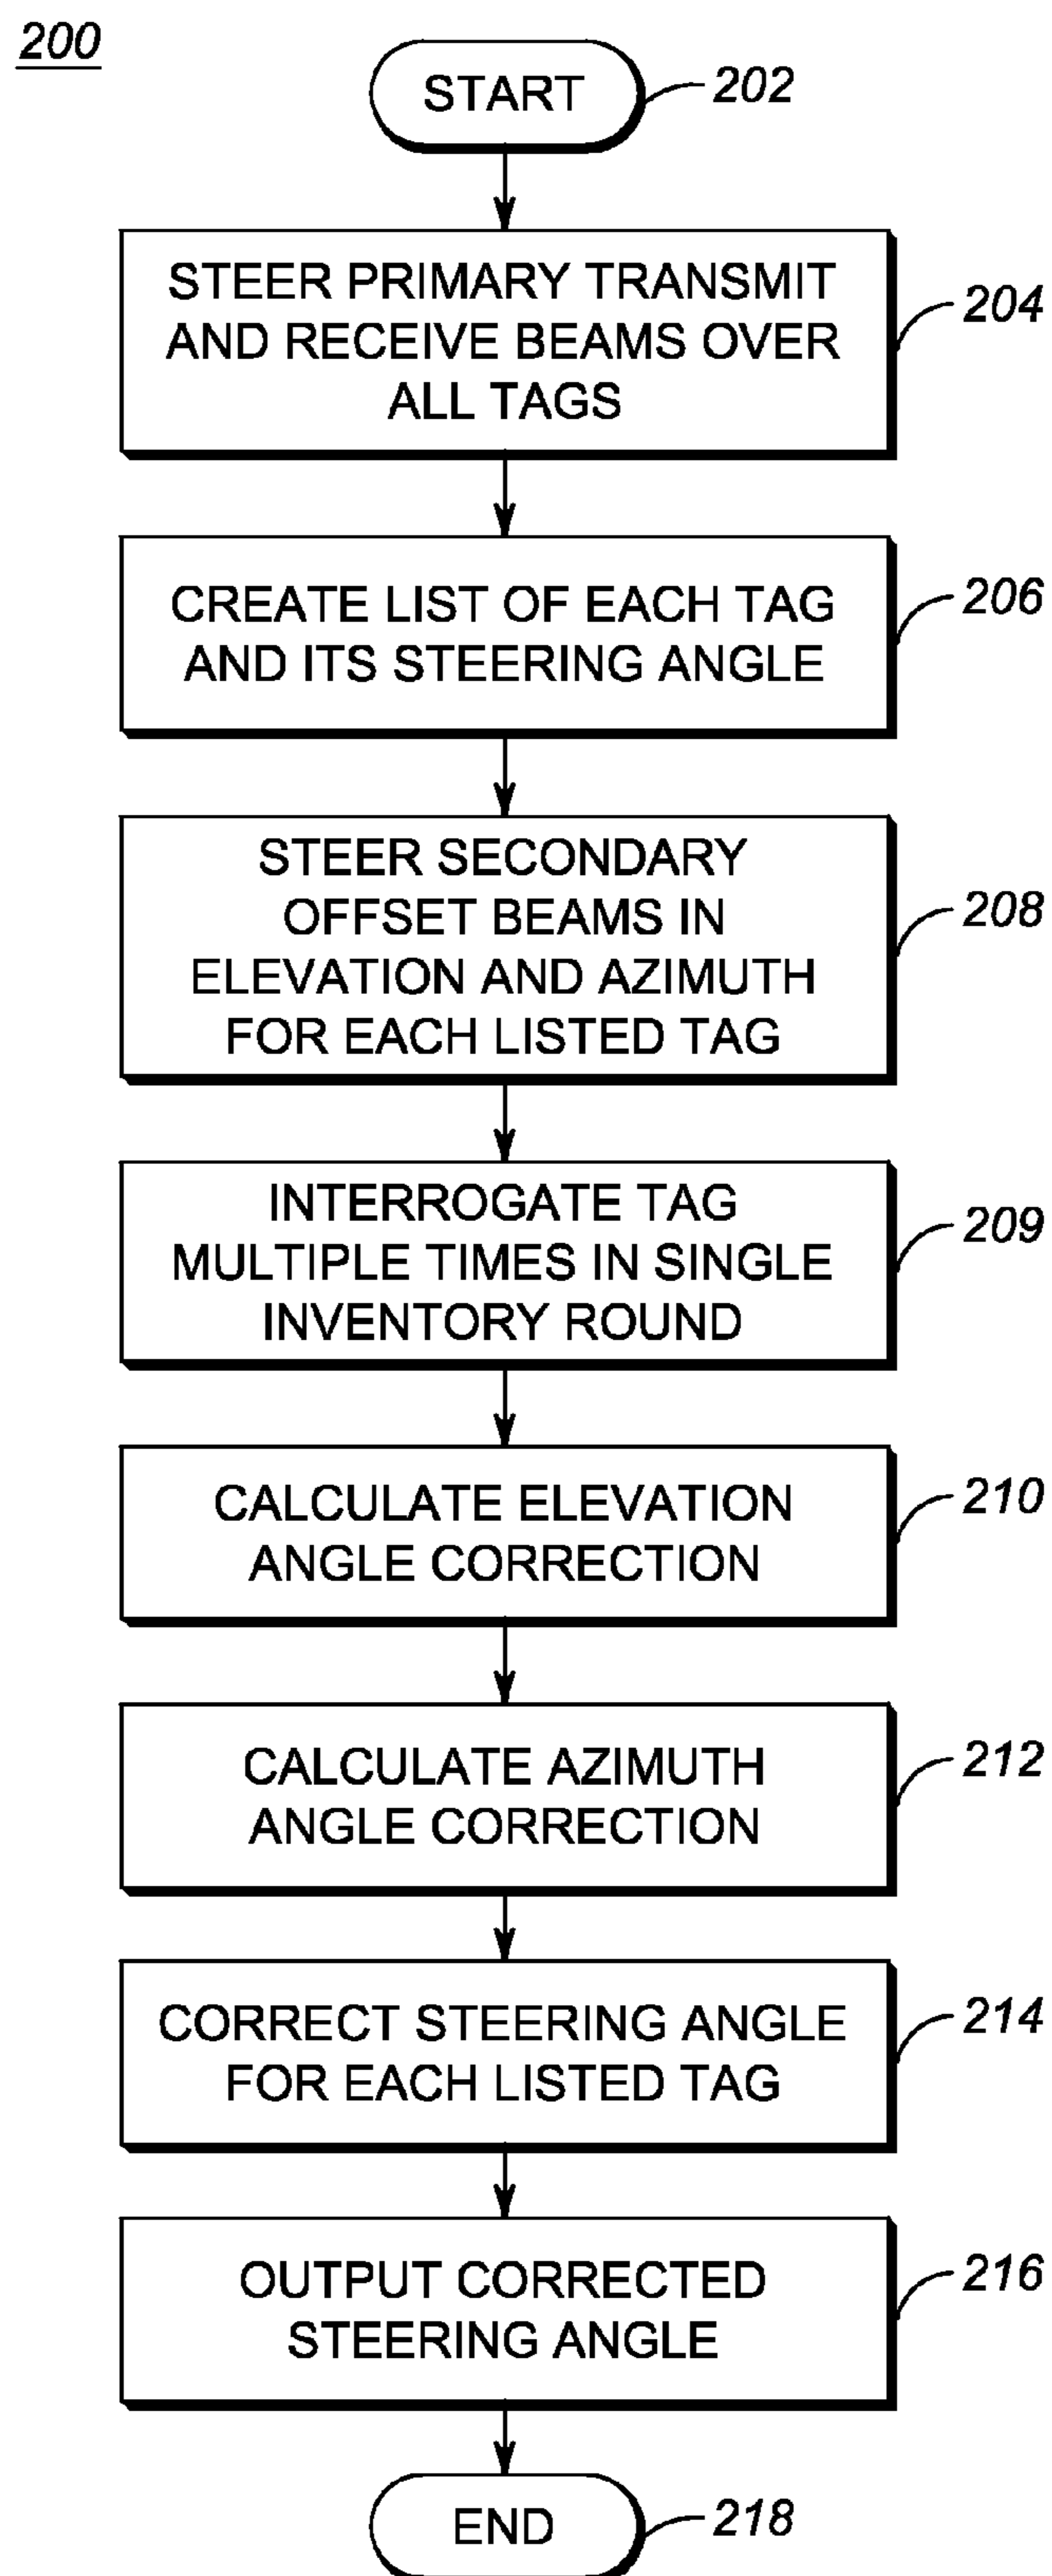 200
START
202
STEER PRIMARY TRANSMIT
AND RECEIVE BEAMS OVER
ALL TAGS
204
CREATE LIST OF EACH TAG
AND ITS STEERING ANGLE
206
STEER SECONDARY
OFFSET BEAMS IN
ELEVATION AND AZIMUTH
FOR EACH LISTED TAG
208
INTERROGATE TAG
MULTIPLE TIMES IN SINGLE
INVENTORY ROUND
209
CALCULATE ELEVATION
ANGLE CORRECTION
210
CALCULATE AZIMUTH
ANGLE CORRECTION
212
CORRECT STEERING ANGLE
FOR EACH LISTED TAG
214
OUTPUT CORRECTED
STEERING ANGLE
216
END
218